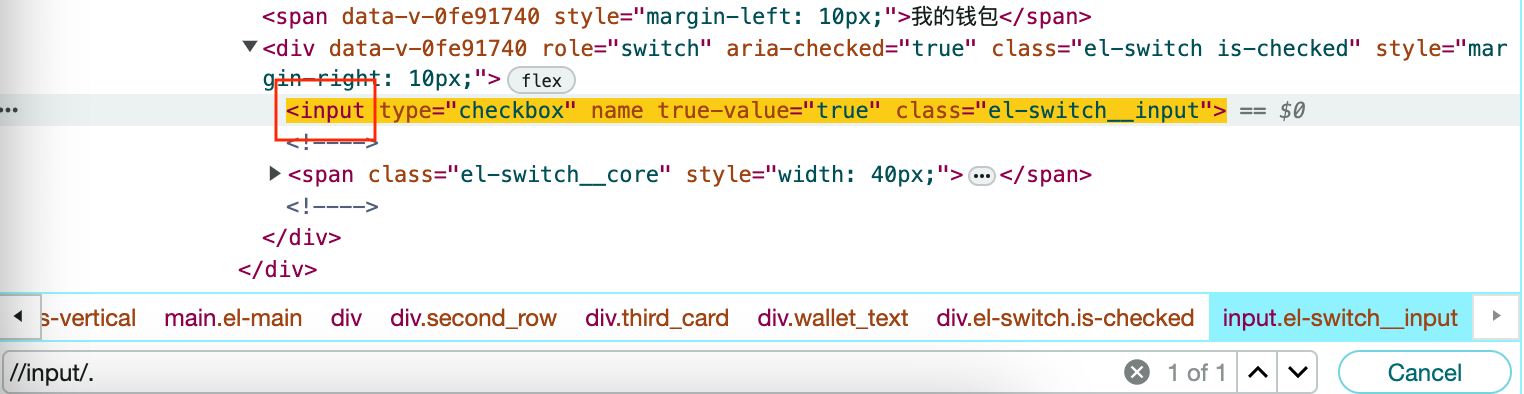 <span data-v-0fe91740 style="margin-left: 10px;">我的钱包</span>
▼<div data-v-0fe91740 role="switch" aria-checked="true" class="el-switch is-checked" style="mar
gin-right: 10px;"> flex
••• <input type="checkbox" name true-value="true" class="el-switch__input"> == $0
<!---->
▶<span class="el-switch__core" style="width: 40px;">•••</span>
<!---->
</div>
</div>
s-vertical main.el-main div div.second_row div.third_card div.wallet_text div.el-switch.is-checked input.el-switch__input
//input/. 1 of 1 Cancel